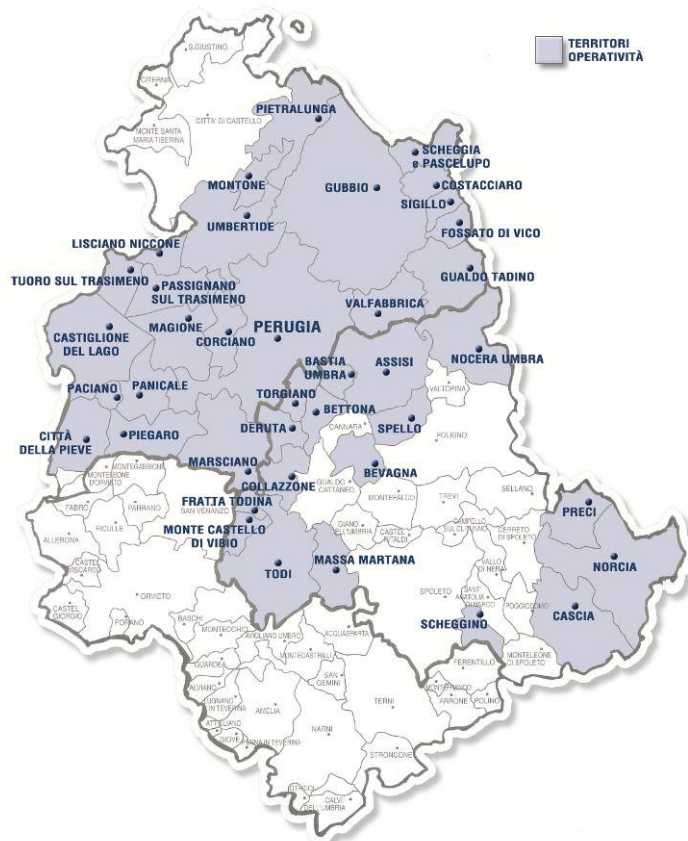 TERRITORI
OPERATIVITÀ
S.GIUSTINO
CITERNA
CITTA' DI CASTELLO
MONTE SANTA
MARIA TIBERINA
PIETRALUNGA
SCHEGGIA
E PASCELUPO
MONTONE
GUBBIO
COSTACCIARO
SIGILLO
UMBERTIDE
FOSSATO DI VICO
LISCIANO NICCONE
TUORO SUL TRASIMENO
GUALDO TADINO
PASSIGNANO
SUL TRASIMENO
VALFABBRICA
MAGIONE
PERUGIA
CASTIGLIONE
DEL LAGO
CORCIANO
NOCERA UMBRA
BASTIA
UMBRA
ASSISI
VALTOPINA
PACIANO
PANICALE
TORGIANO
BETTONA
SPELLO
CANNARA
DERUTA
FOLIGNO
CITTÀ
DELLA PIEVE
PIEGARO
MARSCIANO
BEVAGNA
MONTEGABBIONE
MONTELEONE
D'ORVIETO
COLLAZZONE
GUALDO
CATTANEO
MONTEFALCO
TREVI
SELLANO
FABRO
PARRANO
FRATTA TODINA
SAN VENANZO
MONTE CASTELLO
DI VIBIO
FICULLE
GIANO
DELL'UMBRIA
CASTEL
RITALDI
CAMPELLO
SUL CLITUNNO
CERRETO
DI SPOLETO
PRECI
ALLERONA
VALLO
DI NERA
NORCIA
CASTEL
VISCARDO
TODI
MASSA MARTANA
SPOLETO
SANT'
ANATOLIA
POGGIODOMO
CASTEL
GIORGIO
ORVIETO
CASCIA
SCHEGGINO
BASCHI
MONTECCHIO
AVIGLIANO UMBRO
ACQUASPARTA
MONTECASTRILLI
MONTELEONE
DI SPOLETO
GUARDEA
SAN
GEMINI
FERENTILLO
ALVIANO
MONTEFRANCO
LUGNANO
IN TEVERINA
AMELIA
TERNI
ARRONE
POLINO
ATTIGLIANO
GIOVE
NARNI
STRONCONE
OTRICOLI
CALVI
DELL'UMBRIA